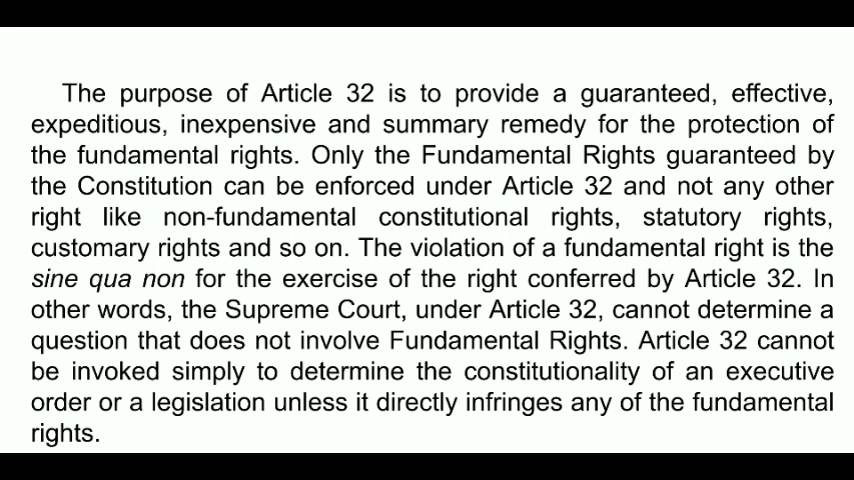 The purpose of Article 32 is to provide a guaranteed, effective,
expeditious, inexpensive and summary remedy for the protection of
the fundamental rights. Only the Fundamental Rights guaranteed by
the Constitution can be enforced under Article 32 and not any other
right like non-fundamental constitutional rights, statutory rights,
customary rights and so on. The violation of a fundamental right is the
sine qua non for the exercise of the right conferred by Article 32. In
other words, the Supreme Court, under Article 32, cannot determine a
question that does not involve Fundamental Rights. Article 32 cannot
be invoked simply to determine the constitutionality of an executive
order or a legislation unless it directly infringes any of the fundamental
rights.